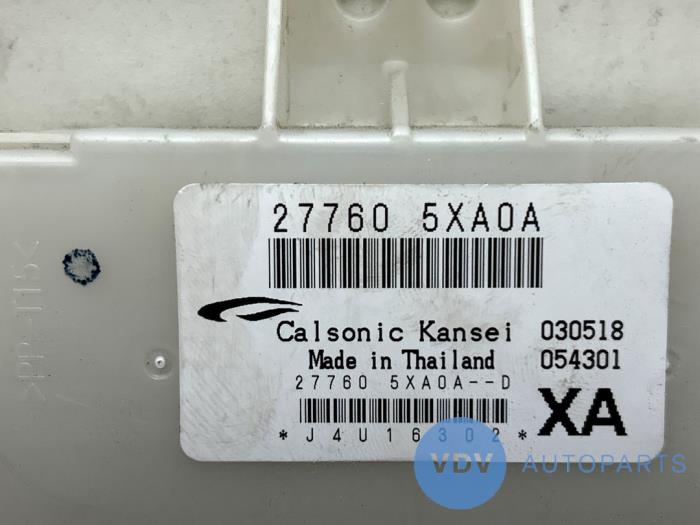 27760 5XA0A
Calsonic Kansei 030518
Made in Thailand 054301
27760 5XA0A--D
XA
*J4U16302*
VDV AUTOPARTS